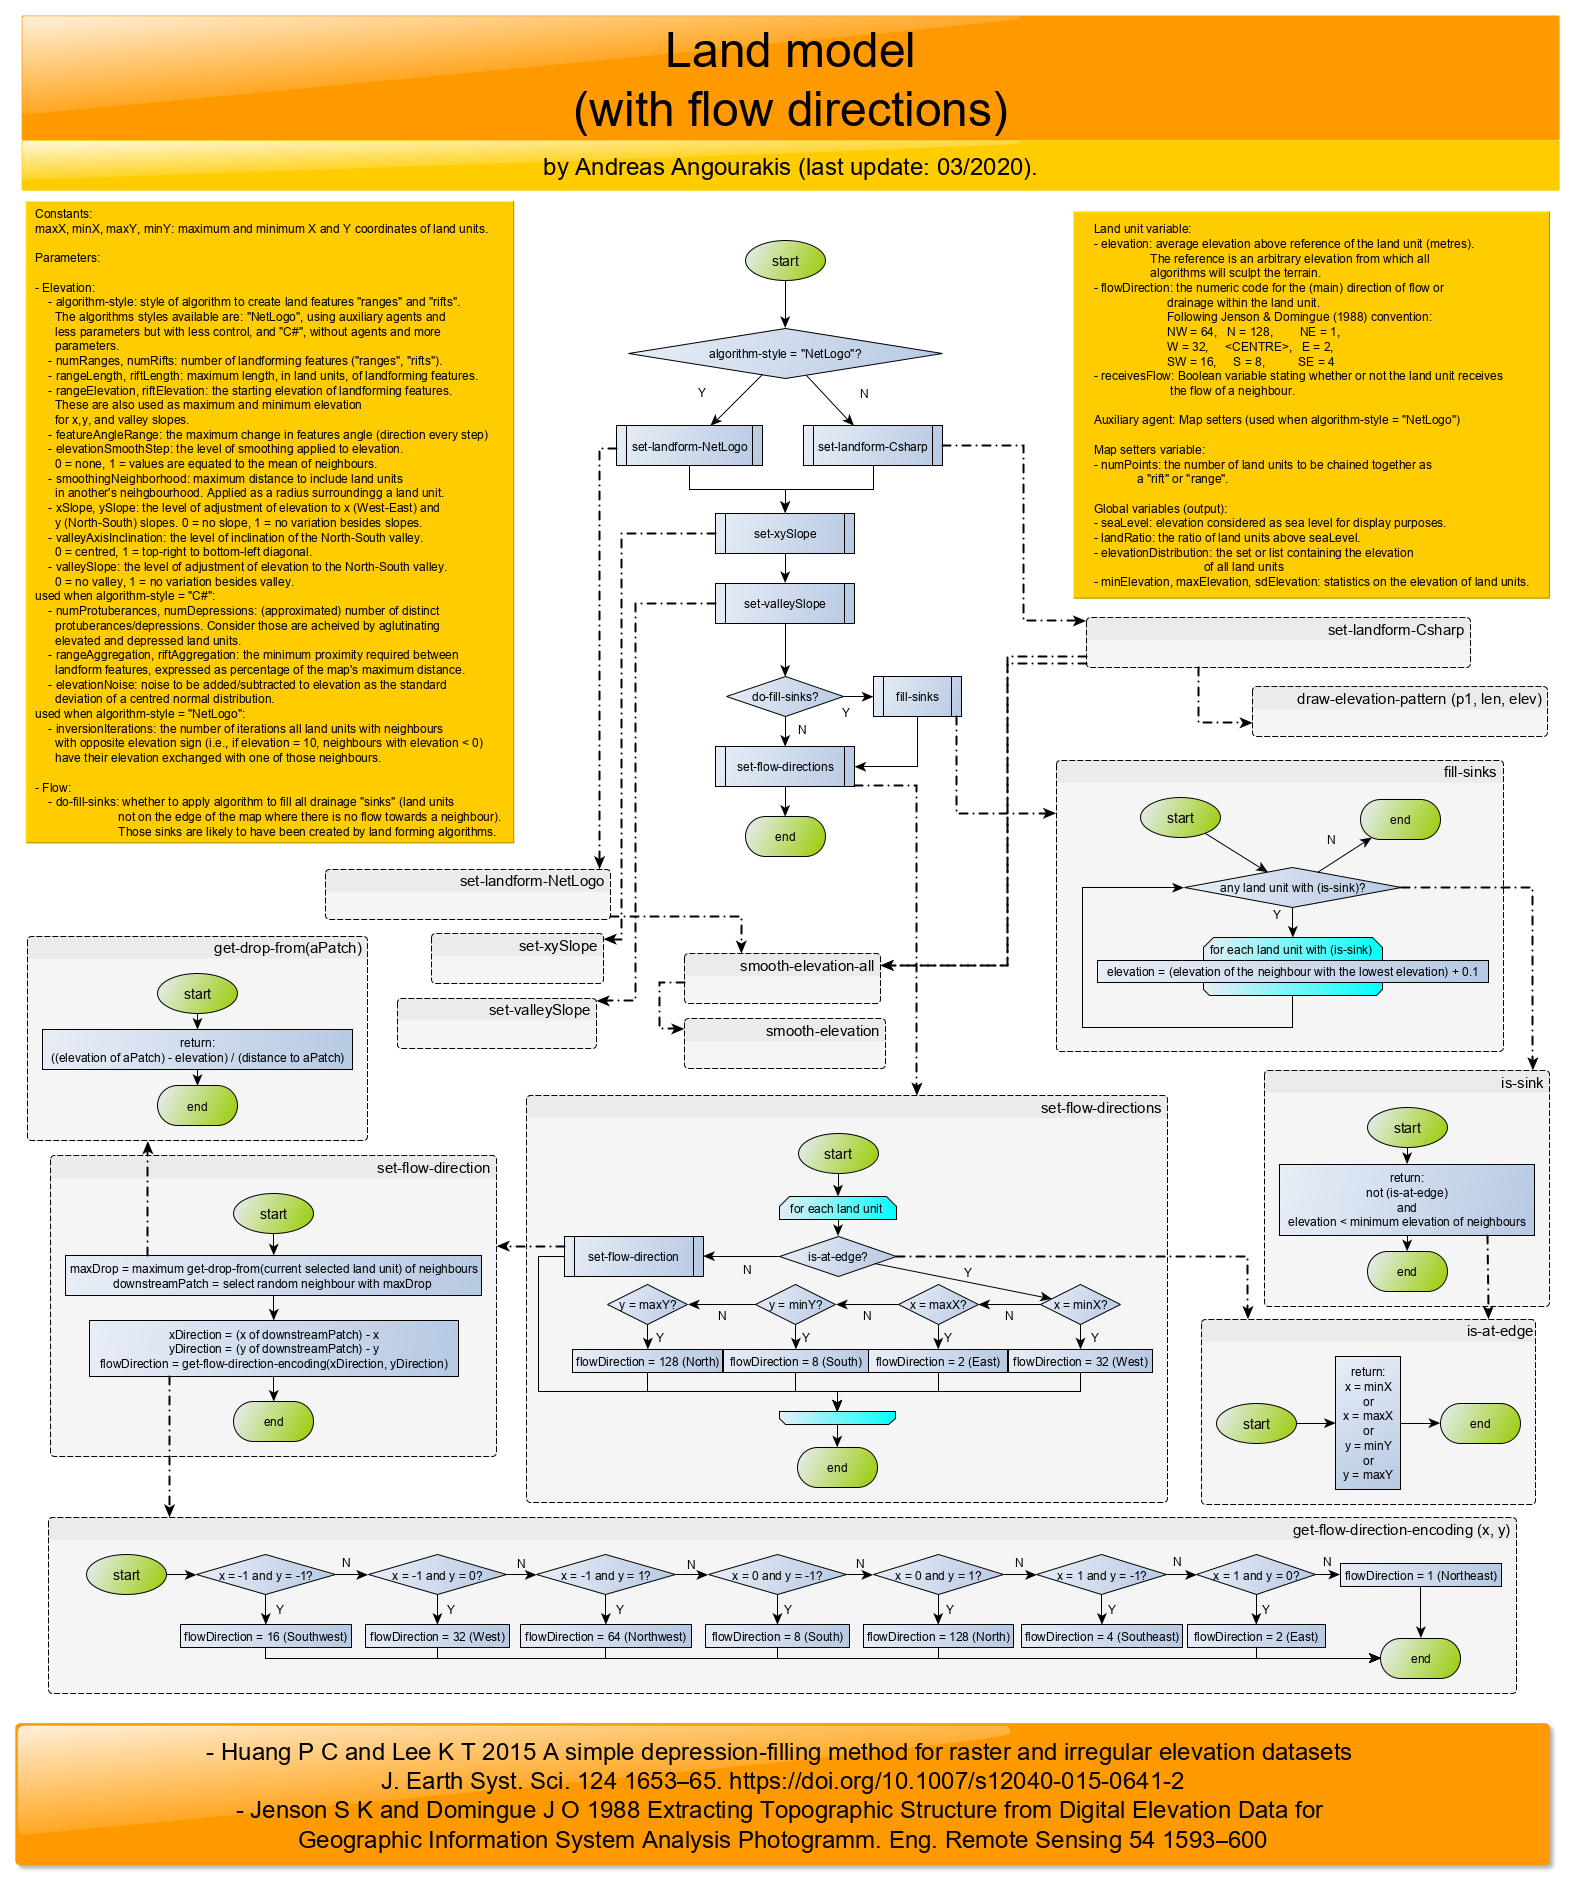 Land model
(with flow directions)
by Andreas Angourakis (last update: 03/2020).
Constants:
maxX, minX, maxY, minY: maximum and minimum X and Y coordinates of land units.
Parameters:
- Elevation:
- algorithm-style: style of algorithm to create land features "ranges" and "rifts".
The algorithms styles available are: "NetLogo", using auxiliary agents and
less parameters but with less control, and "C#", without agents and more
parameters.
- numRanges, numRifts: number of landforming features ("ranges", "rifts").
- rangeLength, riftLength: maximum length, in land units, of landforming features.
- rangeElevation, riftElevation: the starting elevation of landforming features.
These are also used as maximum and minimum elevation
for x,y, and valley slopes.
- featureAngleRange: the maximum change in features angle (direction every step)
- elevationSmoothStep: the level of smoothing applied to elevation.
0 = none, 1 = values are equated to the mean of neighbours.
- smoothingNeighborhood: maximum distance to include land units
in another's neihgbourhood. Applied as a radius surroundingg a land unit.
- xSlope, ySlope: the level of adjustment of elevation to x (West-East) and
y (North-South) slopes. 0 = no slope, 1 = no variation besides slopes.
- valleyAxisInclination: the level of inclination of the North-South valley.
0 = centred, 1 = top-right to bottom-left diagonal.
- valleySlope: the level of adjustment of elevation to the North-South valley.
0 = no valley, 1 = no variation besides valley.
used when algorithm-style = "C#":
- numProtuberances, numDepressions: (approximated) number of distinct
protuberances/depressions. Consider those are acheived by aglutinating
elevated and depressed land units.
- rangeAggregation, riftAggregation: the minimum proximity required between
landform features, expressed as percentage of the map's maximum distance.
- elevationNoise: noise to be added/subtracted to elevation as the standard
deviation of a centred normal distribution.
used when algorithm-style = "NetLogo":
- inversionIterations: the number of iterations all land units with neighbours
with opposite elevation sign (i.e., if elevation = 10, neighbours with elevation < 0)
have their elevation exchanged with one of those neighbours.
- Flow:
- do-fill-sinks: whether to apply algorithm to fill all drainage "sinks" (land units
not on the edge of the map where there is no flow towards a neighbour).
Those sinks are likely to have been created by land forming algorithms.
start
algorithm-style = "NetLogo"?
Y
N
set-landform-NetLogo
set-landform-Csharp
set-xySlope
set-valleySlope
do-fill-sinks?
Y
fill-sinks
N
set-flow-directions
end
Land unit variable:
- elevation: average elevation above reference of the land unit (metres).
The reference is an arbitrary elevation from which all
algorithms will sculpt the terrain.
- flowDirection: the numeric code for the (main) direction of flow or
drainage within the land unit.
Following Jenson & Domingue (1988) convention:
NW = 64, N = 128, NE = 1,
W = 32, <CENTRE>, E = 2,
SW = 16, S = 8, SE = 4
- receivesFlow: Boolean variable stating whether or not the land unit receives
the flow of a neighbour.
Auxiliary agent: Map setters (used when algorithm-style = "NetLogo")
Map setters variable:
- numPoints: the number of land units to be chained together as
a "rift" or "range".
Global variables (output):
- seaLevel: elevation considered as sea level for display purposes.
- landRatio: the ratio of land units above seaLevel.
- elevationDistribution: the set or list containing the elevation
of all land units
- minElevation, maxElevation, sdElevation: statistics on the elevation of land units.
set-landform-Csharp
draw-elevation-pattern (p1, len, elev)
fill-sinks
start
end
N
any land unit with (is-sink)?
Y
for each land unit with (is-sink)
elevation = (elevation of the neighbour with the lowest elevation) + 0.1
set-landform-NetLogo
set-xySlope
set-valleySlope
smooth-elevation-all
smooth-elevation
get-drop-from(aPatch)
start
return:
((elevation of aPatch) - elevation) / (distance to aPatch)
end
set-flow-direction
start
maxDrop = maximum get-drop-from(current selected land unit) of neighbours
downstreamPatch = select random neighbour with maxDrop
xDirection = (x of downstreamPatch) - x
yDirection = (y of downstreamPatch) - y
flowDirection = get-flow-direction-encoding(xDirection, yDirection)
end
set-flow-directions
start
for each land unit
set-flow-direction
is-at-edge?
N
Y
y = maxY?
N
y = minY?
N
x = maxX?
N
x = minX?
Y
Y
Y
Y
flowDirection = 128 (North)
flowDirection = 8 (South)
flowDirection = 2 (East)
flowDirection = 32 (West)
end
is-sink
start
return:
not (is-at-edge)
and
elevation < minimum elevation of neighbours
end
is-at-edge
start
return:
x = minX
or
x = maxX
or
y = minY
or
y = maxY
end
get-flow-direction-encoding (x, y)
start
x = -1 and y = -1?
N
x = -1 and y = 0?
N
x = -1 and y = 1?
N
x = 0 and y = -1?
N
x = 0 and y = 1?
N
x = 1 and y = -1?
N
x = 1 and y = 0?
N
flowDirection = 1 (Northeast)
Y
Y
Y
Y
Y
Y
Y
flowDirection = 16 (Southwest)
flowDirection = 32 (West)
flowDirection = 64 (Northwest)
flowDirection = 8 (South)
flowDirection = 128 (North)
flowDirection = 4 (Southeast)
flowDirection = 2 (East)
end
- Huang P C and Lee K T 2015 A simple depression-filling method for raster and irregular elevation datasets
J. Earth Syst. Sci. 124 1653–65. https://doi.org/10.1007/s12040-015-0641-2
- Jenson S K and Domingue J O 1988 Extracting Topographic Structure from Digital Elevation Data for
Geographic Information System Analysis Photogramm. Eng. Remote Sensing 54 1593–600